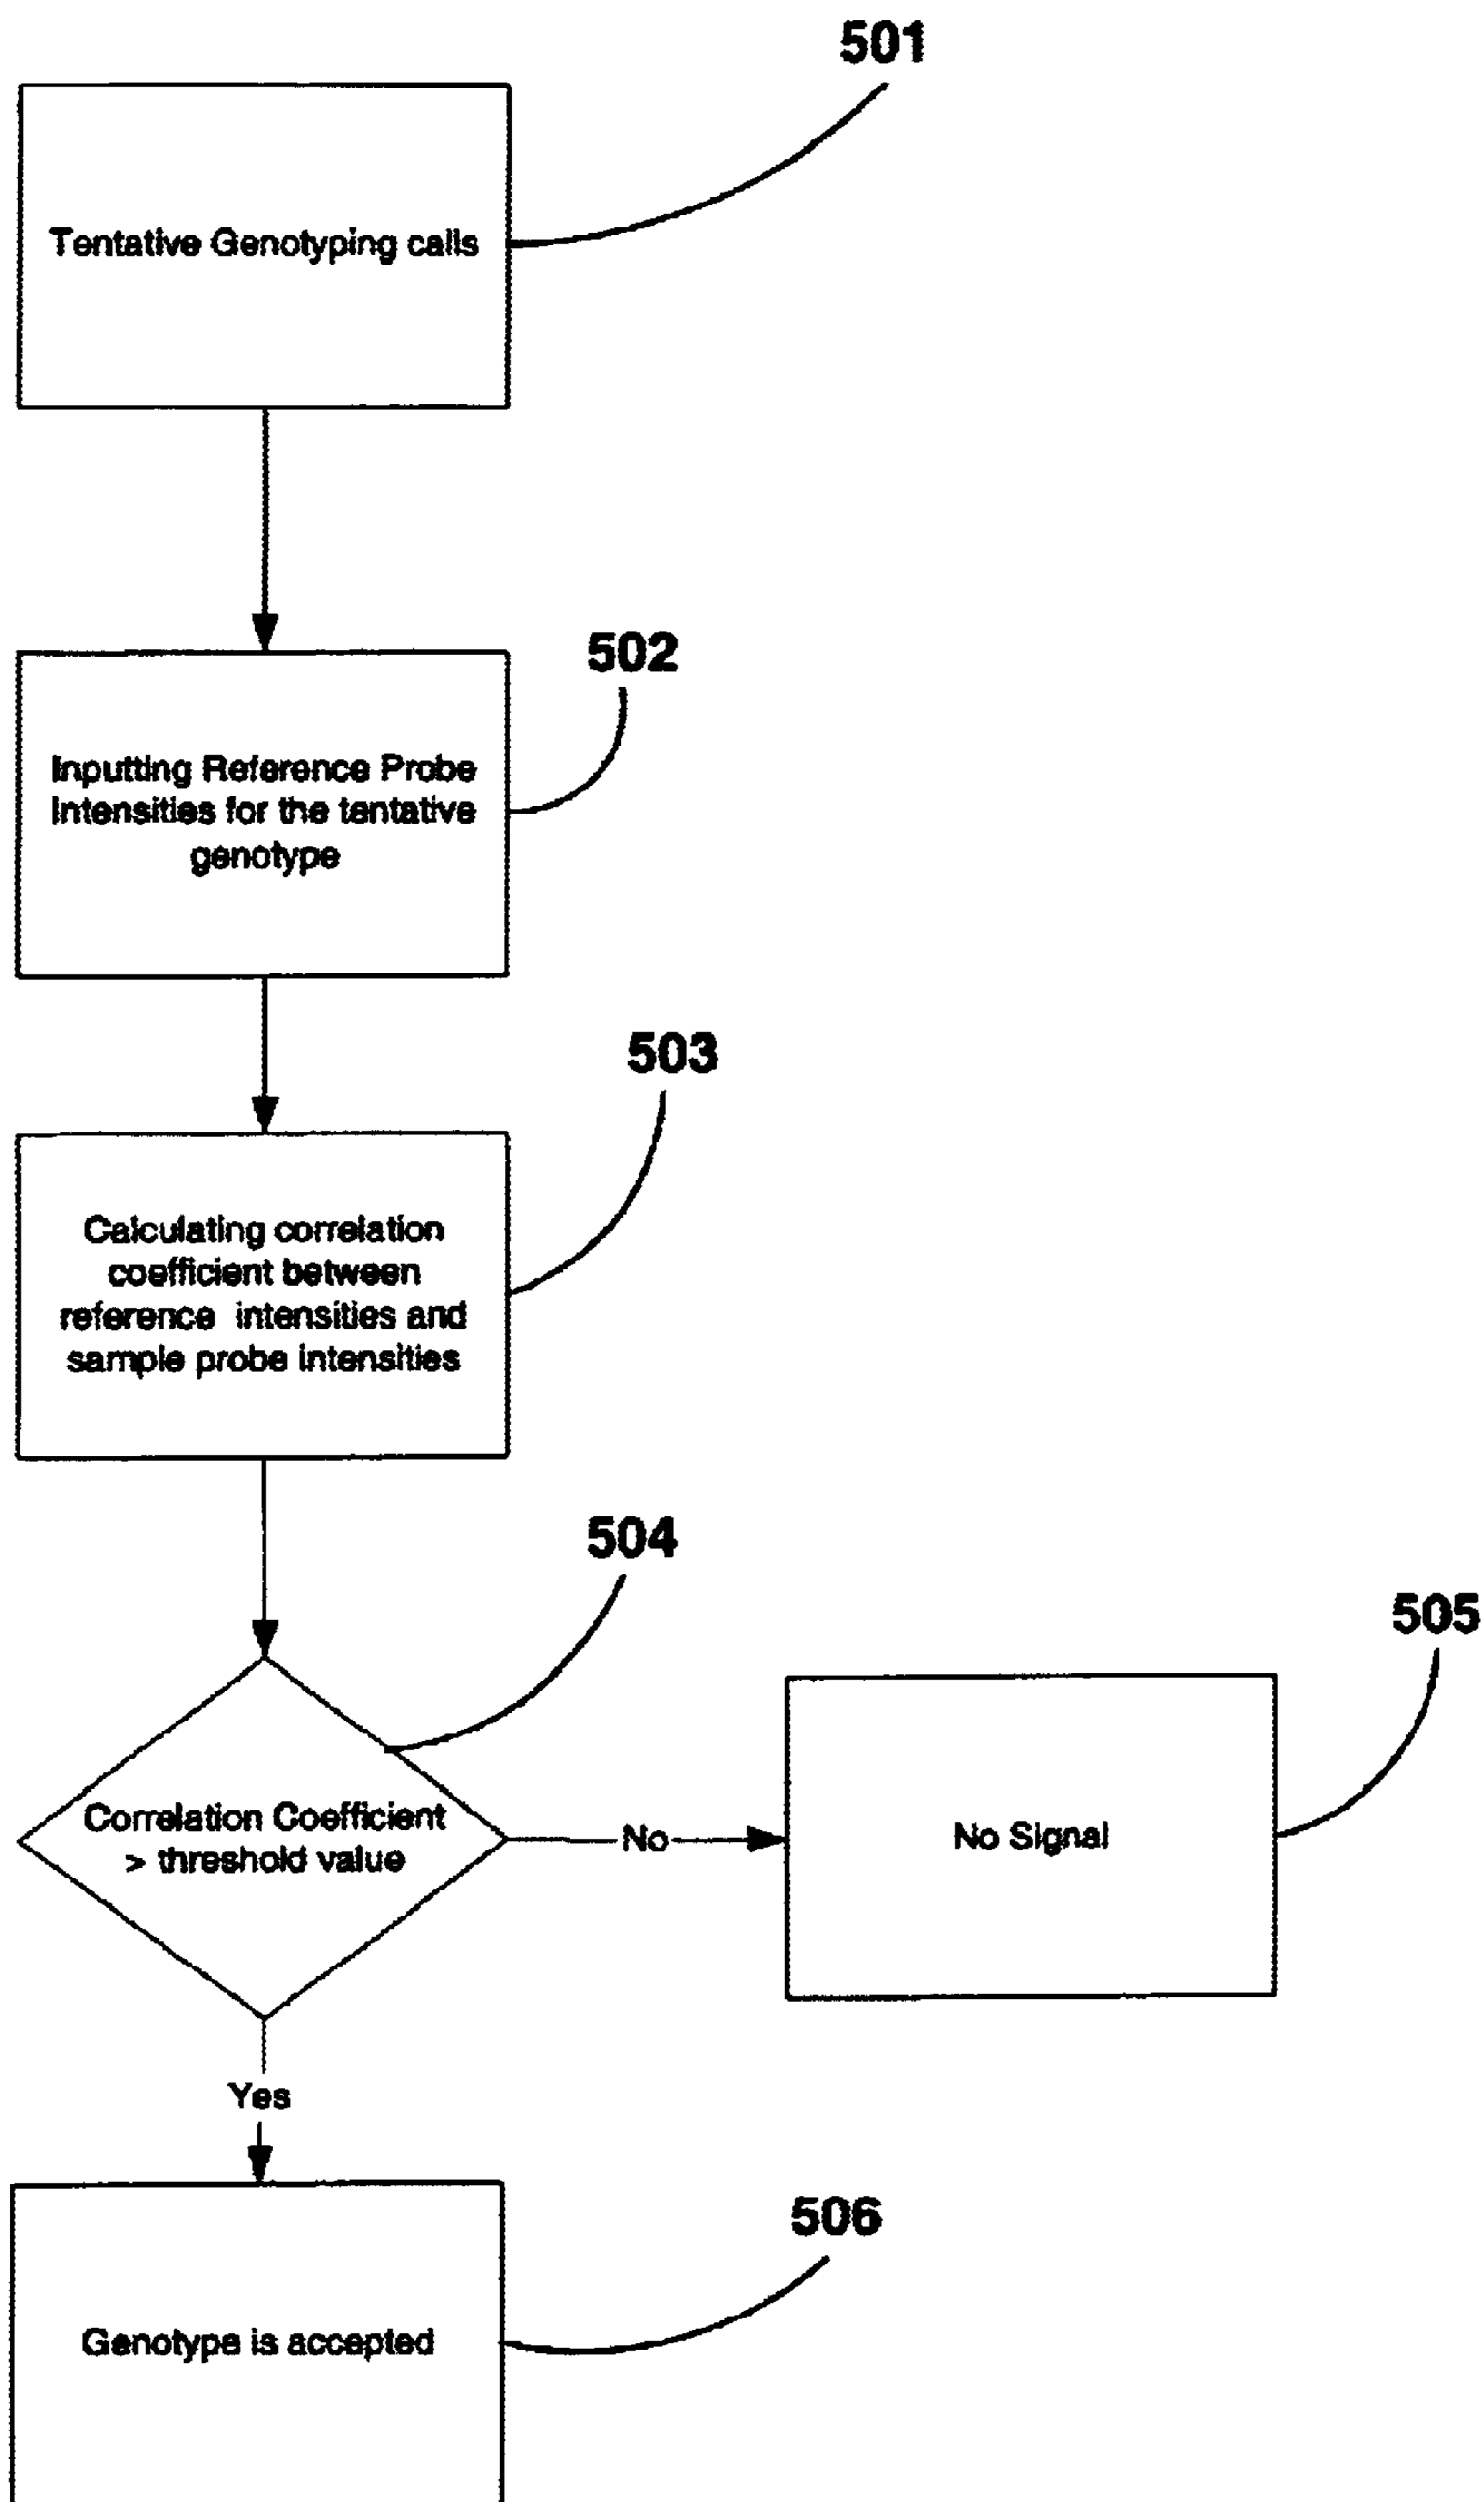 501
Tentative Genotyping calls
502
Inputting Reference Probe
Intensities for the tentative
genotype
503
Calculating correlation
coefficient between
reference intensities and
sample probe intensities
504
505
Correlation Coefficient
> threshold value
No
No Signal
Yes
506
Genotype is accepted